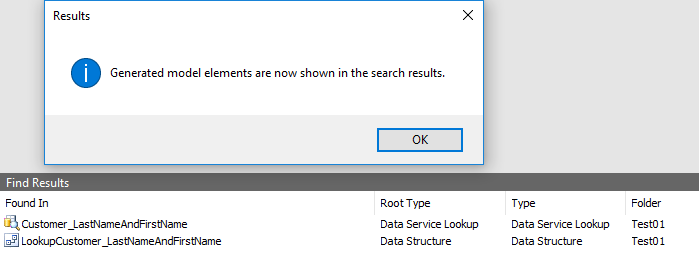 Results
Generated model elements are now shown in the search results.
OK
Find Results
Found In Root Type Type Folder
Customer_LastNameAndFirstName Data Service Lookup Data Service Lookup Test01
LookupCustomer_LastNameAndFirstName Data Structure Data Structure Test01